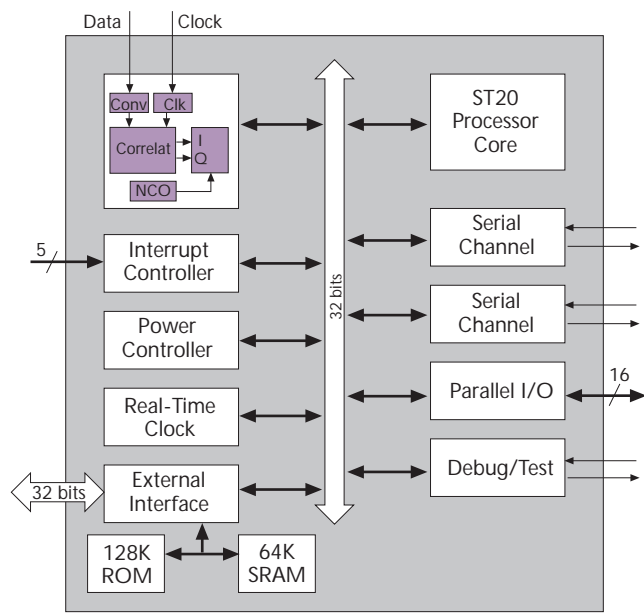 Data
Clock
Conv
Clk
Correlat
I
Q
NCO
ST20
Processor
Core
5
Interrupt
Controller
Serial
Channel
32 bits
Power
Controller
Serial
Channel
Real-Time
Clock
Parallel I/O
16
32 bits
External
Interface
Debug/Test
128K
ROM
64K
SRAM